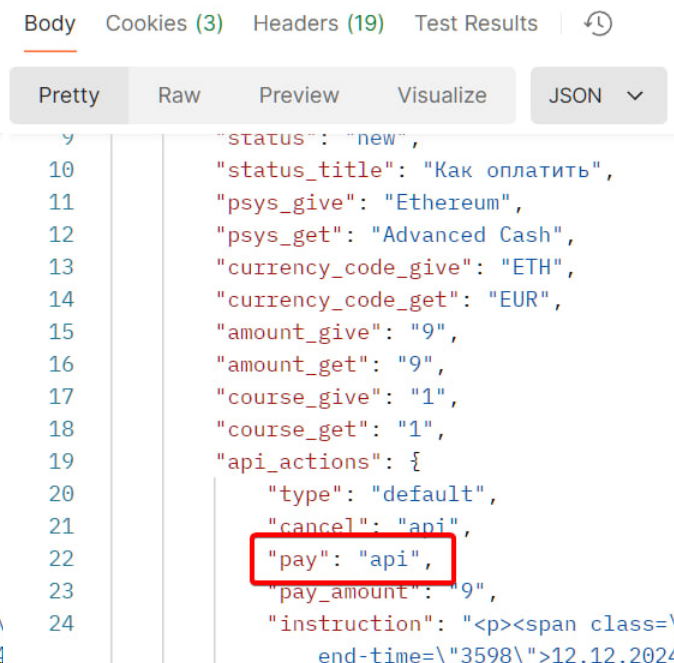 Body Cookies (3) Headers (19) Test Results
Pretty Raw Preview Visualize JSON
9 "status": "new",
10 "status_title": "Как оплатить",
11 "psys_give": "Ethereum",
12 "psys_get": "Advanced Cash",
13 "currency_code_give": "ETH",
14 "currency_code_get": "EUR",
15 "amount_give": "9",
16 "amount_get": "9",
17 "course_give": "1",
18 "course_get": "1",
19 "api_actions": {
20 "type": "default",
21 "cancel": "api",
22 "pay": "api",
23 "pay_amount": "9",
24 "instruction": "<p><span class=\
end-time=\"3598\">12.12.2024